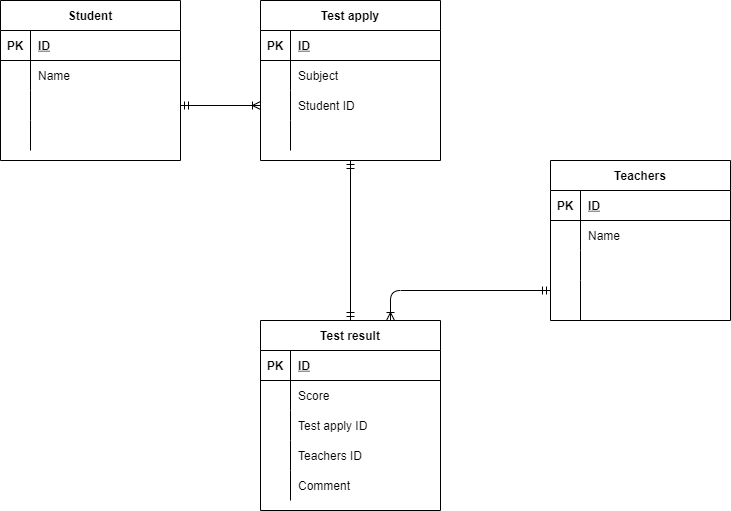 Student
PK ID
Name
Test apply
PK ID
Subject
Student ID
Teachers
PK ID
Name
Test result
PK ID
Score
Test apply ID
Teachers ID
Comment